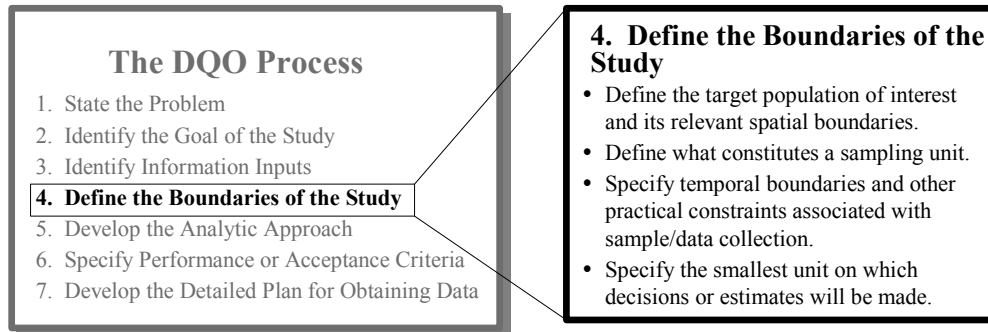 The DQO Process
1. State the Problem
2. Identify the Goal of the Study
3. Identify Information Inputs
4. Define the Boundaries of the Study
5. Develop the Analytic Approach
6. Specify Performance or Acceptance Criteria
7. Develop the Detailed Plan for Obtaining Data
4. Define the Boundaries of the
Study
• Define the target population of interest
and its relevant spatial boundaries.
• Define what constitutes a sampling unit.
• Specify temporal boundaries and other
practical constraints associated with
sample/data collection.
• Specify the smallest unit on which
decisions or estimates will be made.